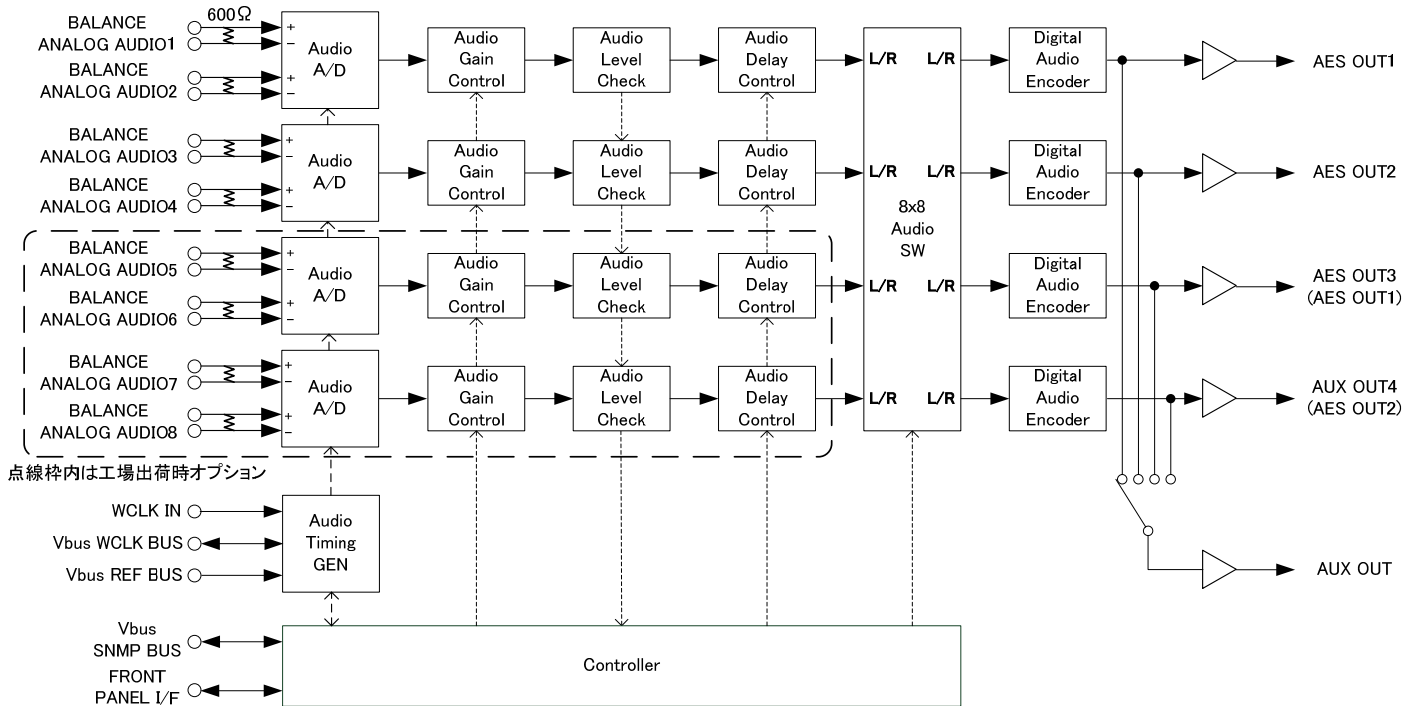 BALANCE
ANALOG AUDIO1
600Ω
BALANCE
ANALOG AUDIO2
+
−
+
−
Audio
A/D
Audio
Gain
Control
Audio
Level
Check
Audio
Delay
Control
L/R
L/R
Digital
Audio
Encoder
AES OUT1
BALANCE
ANALOG AUDIO3
BALANCE
ANALOG AUDIO4
+
−
+
−
Audio
A/D
Audio
Gain
Control
Audio
Level
Check
Audio
Delay
Control
L/R
L/R
8x8
Audio
SW
Digital
Audio
Encoder
AES OUT2
BALANCE
ANALOG AUDIO5
BALANCE
ANALOG AUDIO6
+
−
+
−
Audio
A/D
Audio
Gain
Control
Audio
Level
Check
Audio
Delay
Control
L/R
L/R
Digital
Audio
Encoder
AES OUT3
(AES OUT1)
BALANCE
ANALOG AUDIO7
BALANCE
ANALOG AUDIO8
+
−
+
−
Audio
A/D
Audio
Gain
Control
Audio
Level
Check
Audio
Delay
Control
L/R
L/R
Digital
Audio
Encoder
AUX OUT4
(AES OUT2)
点線枠内は工場出荷時オプション
WCLK IN
Vbus WCLK BUS
Vbus REF BUS
Audio
Timing
GEN
AUX OUT
Vbus
SNMP BUS
FRONT
PANEL I/F
Controller